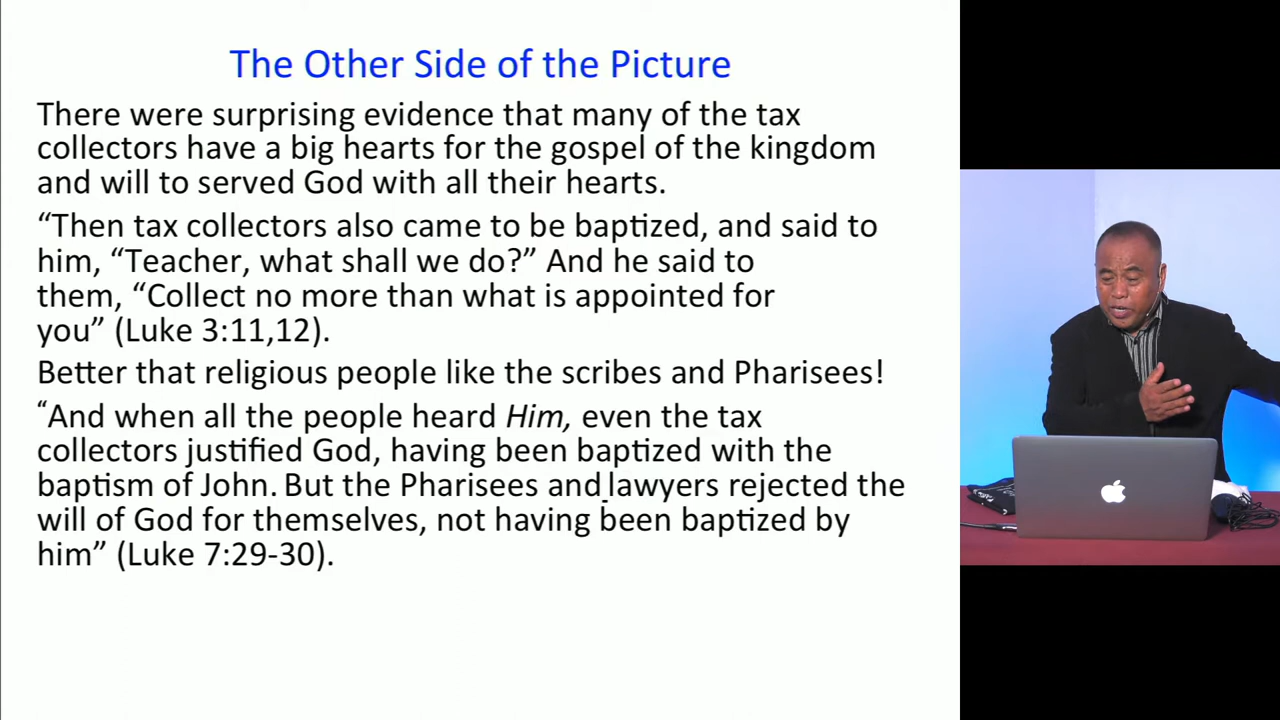 The Other Side of the Picture
There were surprising evidence that many of the tax
collectors have a big hearts for the gospel of the kingdom
and will to served God with all their hearts.
“Then tax collectors also came to be baptized, and said to
him, “Teacher, what shall we do?” And he said to
them, “Collect no more than what is appointed for
you” (Luke 3:11,12).
Better that religious people like the scribes and Pharisees!
“And when all the people heard Him, even the tax
collectors justified God, having been baptized with the
baptism of John. But the Pharisees and lawyers rejected the
will of God for themselves, not having been baptized by
him” (Luke 7:29-30).